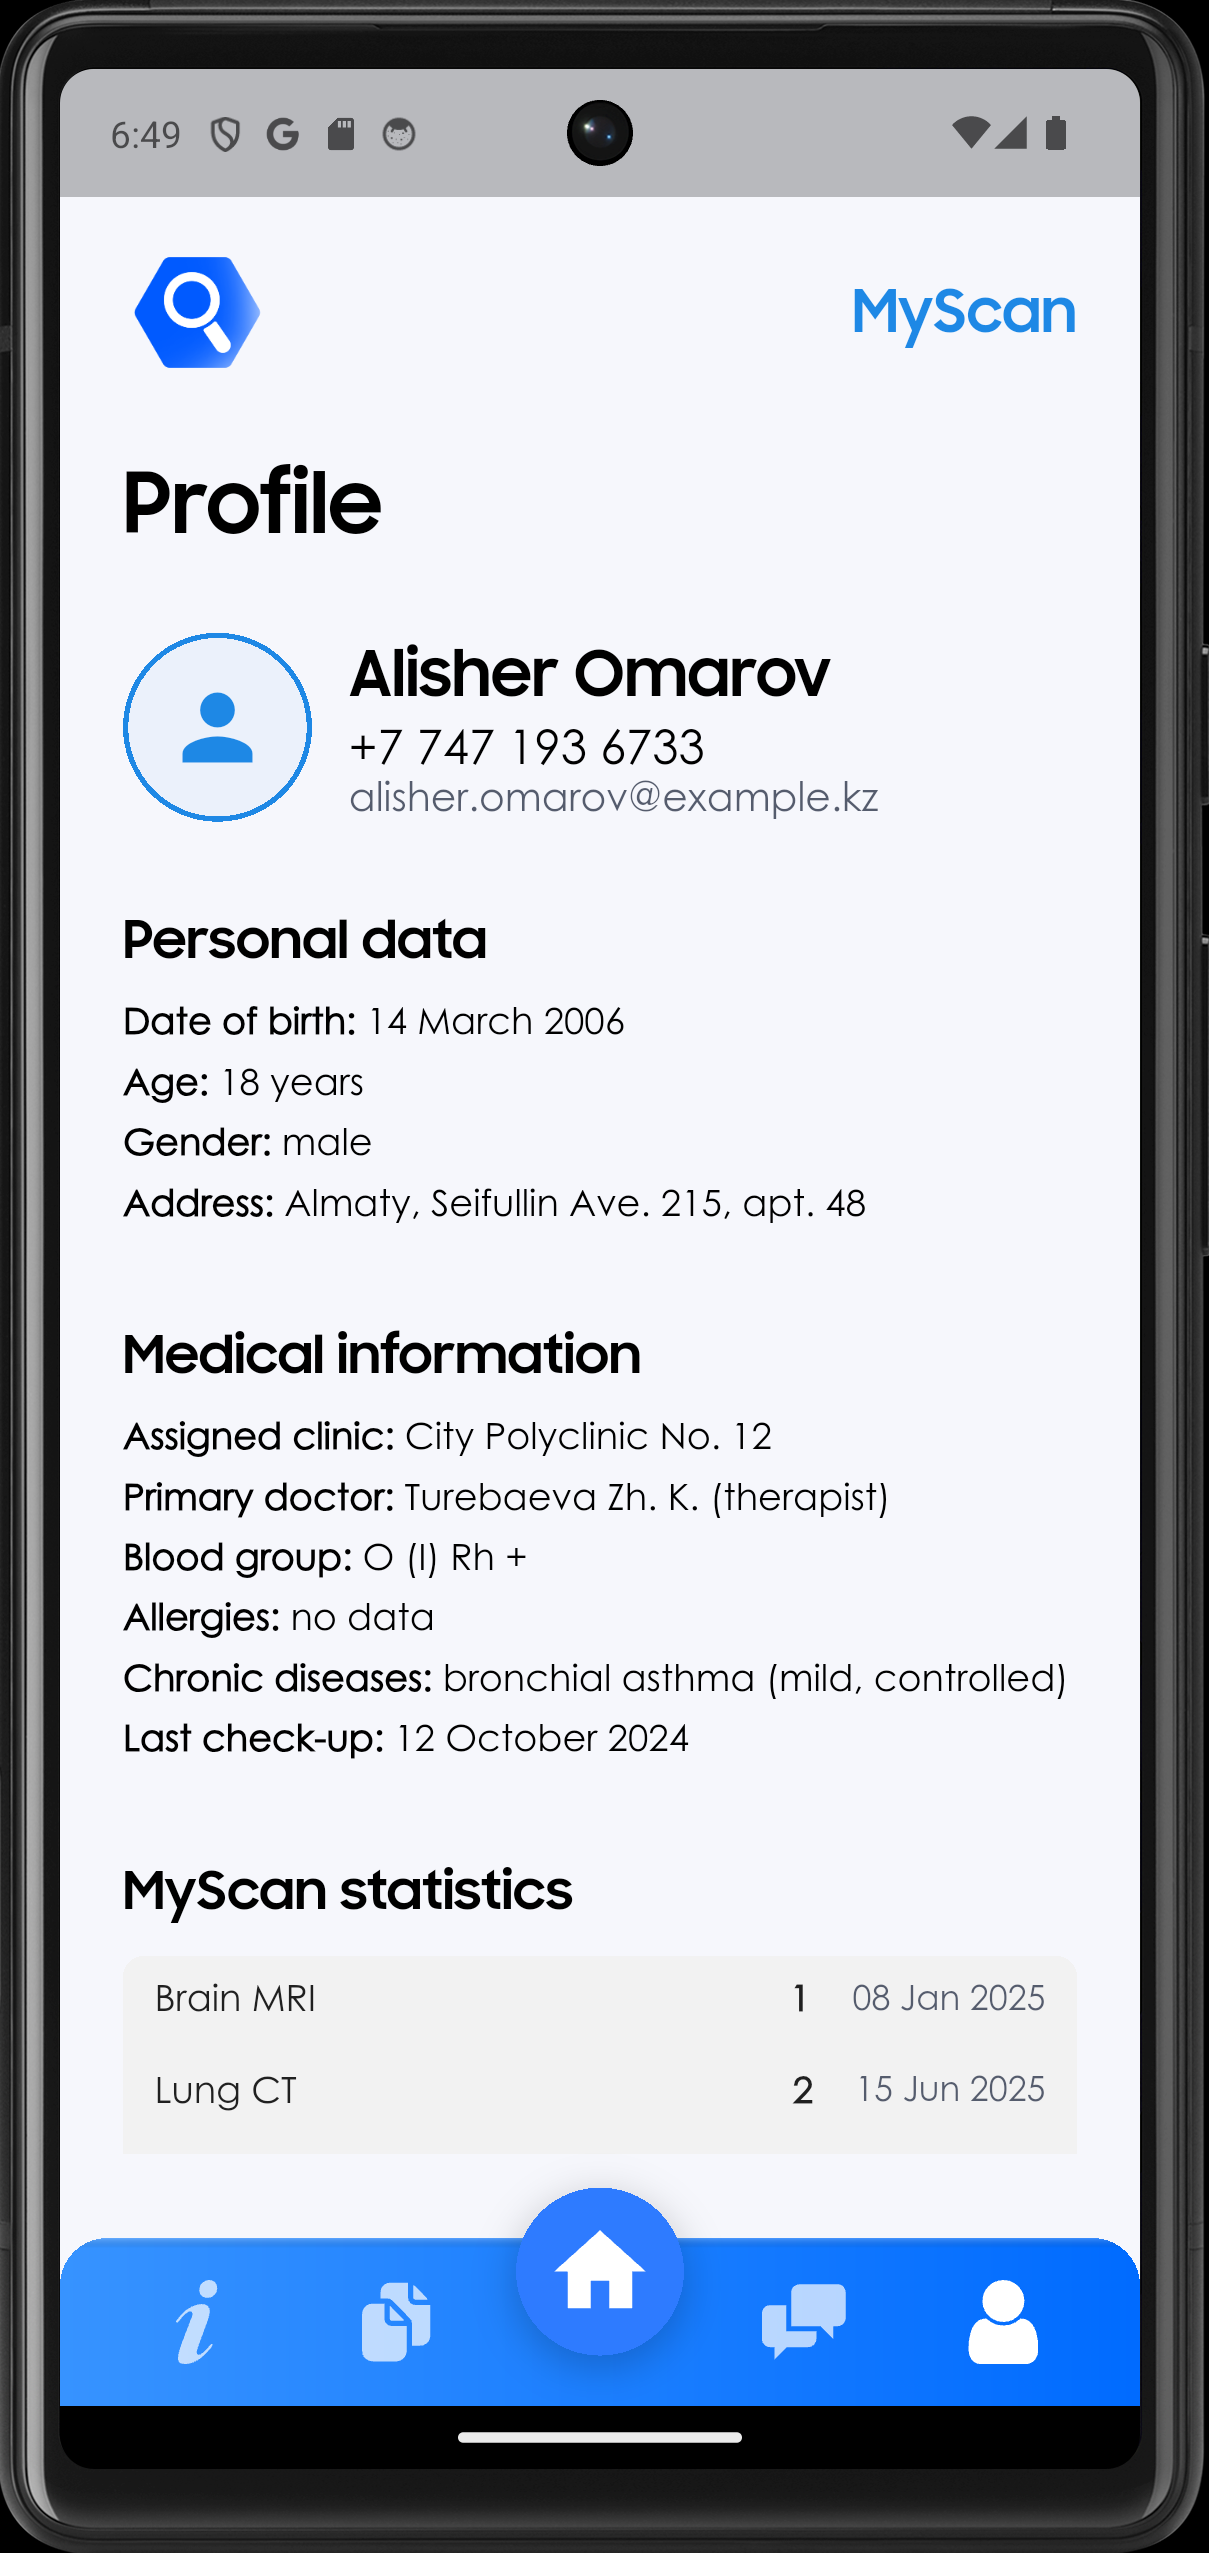 6:49
MyScan
Profile
Alisher Omarov
+7 747 193 6733
alisher.omarov@example.kz
Personal data
Date of birth: 14 March 2006
Age: 18 years
Gender: male
Address: Almaty, Seifullin Ave. 215, apt. 48
Medical information
Assigned clinic: City Polyclinic No. 12
Primary doctor: Turebaeva Zh. K. (therapist)
Blood group: O (I) Rh +
Allergies: no data
Chronic diseases: bronchial asthma (mild, controlled)
Last check-up: 12 October 2024
MyScan statistics
Brain MRI 1 08 Jan 2025
Lung CT 2 15 Jun 2025